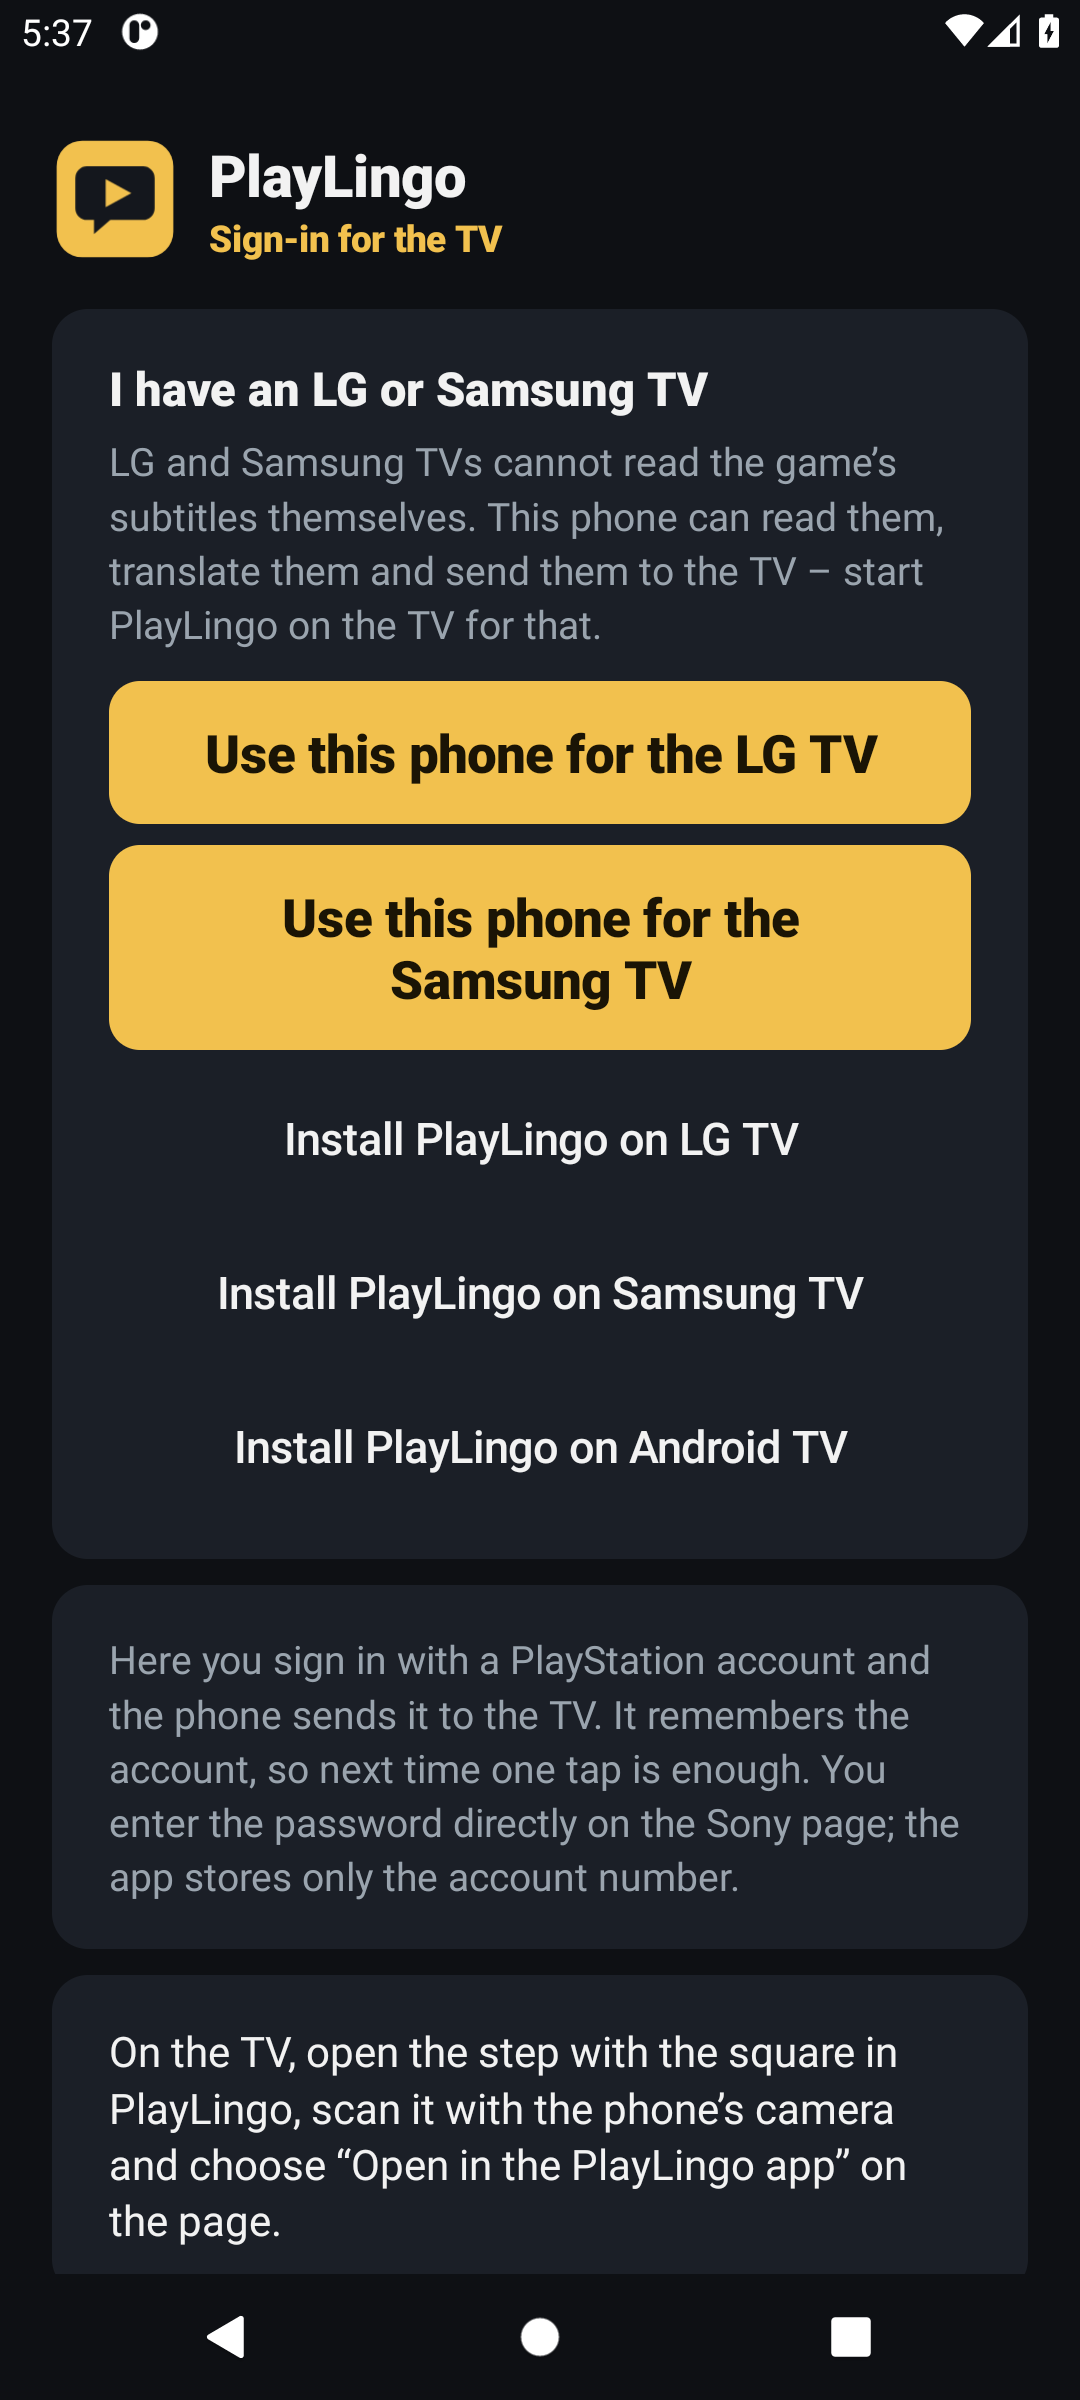 5:37
PlayLingo
Sign-in for the TV
I have an LG or Samsung TV
LG and Samsung TVs cannot read the game’s
subtitles themselves. This phone can read them,
translate them and send them to the TV – start
PlayLingo on the TV for that.
Use this phone for the LG TV
Use this phone for the
Samsung TV
Install PlayLingo on LG TV
Install PlayLingo on Samsung TV
Install PlayLingo on Android TV
Here you sign in with a PlayStation account and
the phone sends it to the TV. It remembers the
account, so next time one tap is enough. You
enter the password directly on the Sony page; the
app stores only the account number.
On the TV, open the step with the square in
PlayLingo, scan it with the phone’s camera
and choose “Open in the PlayLingo app” on
the page.